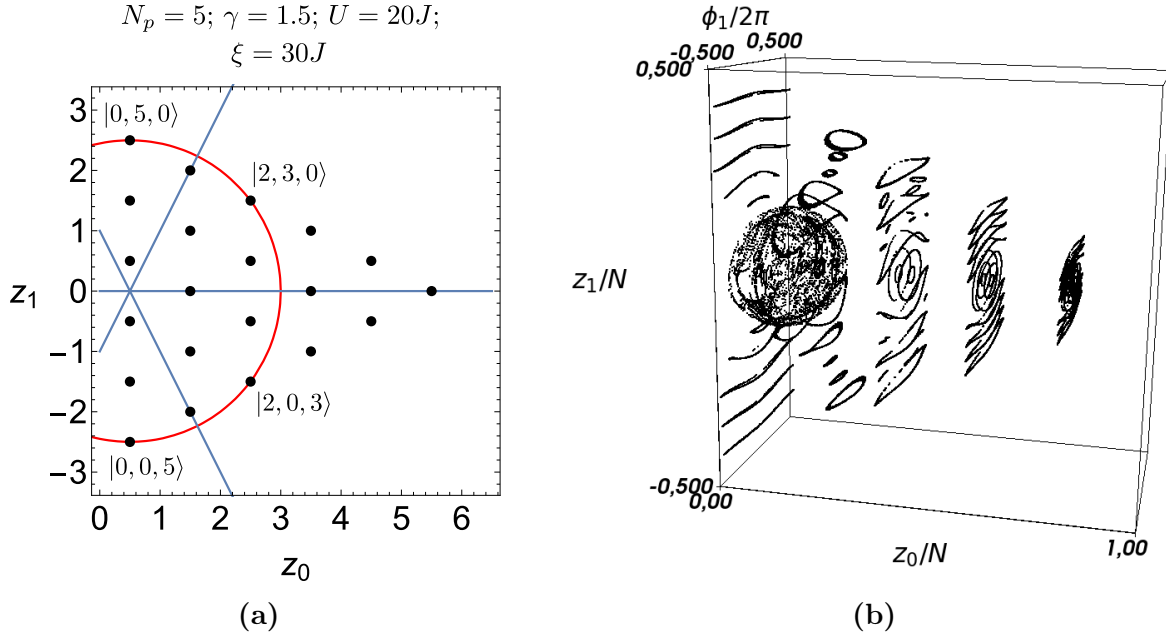 N_p = 5; γ = 1.5; U = 20J;
ξ = 30J
|0, 5, 0⟩
|2, 3, 0⟩
|2, 0, 3⟩
|0, 0, 5⟩
3
2
1
0
−1
−2
−3
z_1
0 1 2 3 4 5 6
z_0
(a)
ϕ_1/2π
-0,500 0,500
0,500
z_1/N
-0,500
0,00
z_0/N
1,00
(b)